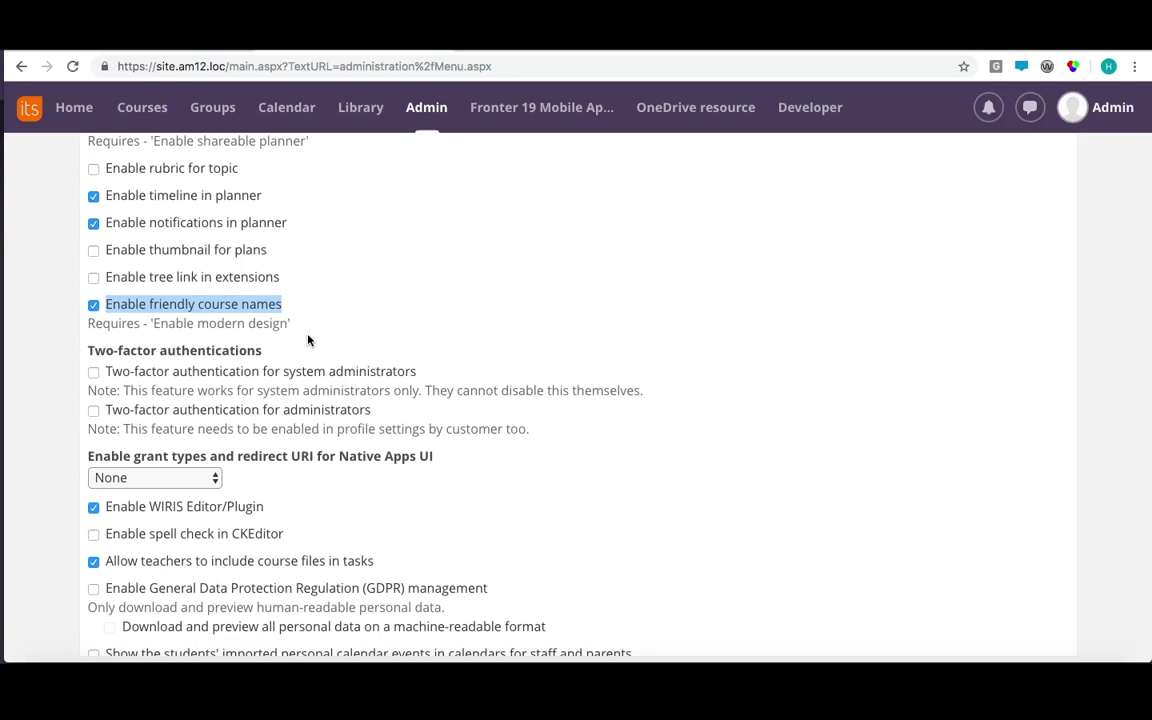 https://site.am12.loc/main.aspx?TextURL=administration%2fMenu.aspx
G
W
H
its
Home
Courses
Groups
Calendar
Library
Admin
Fronter 19 Mobile Ap...
OneDrive resource
Developer
Admin
Requires - 'Enable shareable planner'
Enable rubric for topic
Enable timeline in planner
Enable notifications in planner
Enable thumbnail for plans
Enable tree link in extensions
Enable friendly course names
Requires - 'Enable modern design'
Two-factor authentications
Two-factor authentication for system administrators
Note: This feature works for system administrators only. They cannot disable this themselves.
Two-factor authentication for administrators
Note: This feature needs to be enabled in profile settings by customer too.
Enable grant types and redirect URI for Native Apps UI
None
Enable WIRIS Editor/Plugin
Enable spell check in CKEditor
Allow teachers to include course files in tasks
Enable General Data Protection Regulation (GDPR) management
Only download and preview human-readable personal data.
Download and preview all personal data on a machine-readable format
Show the students' imported personal calendar events in calendars for staff and parents